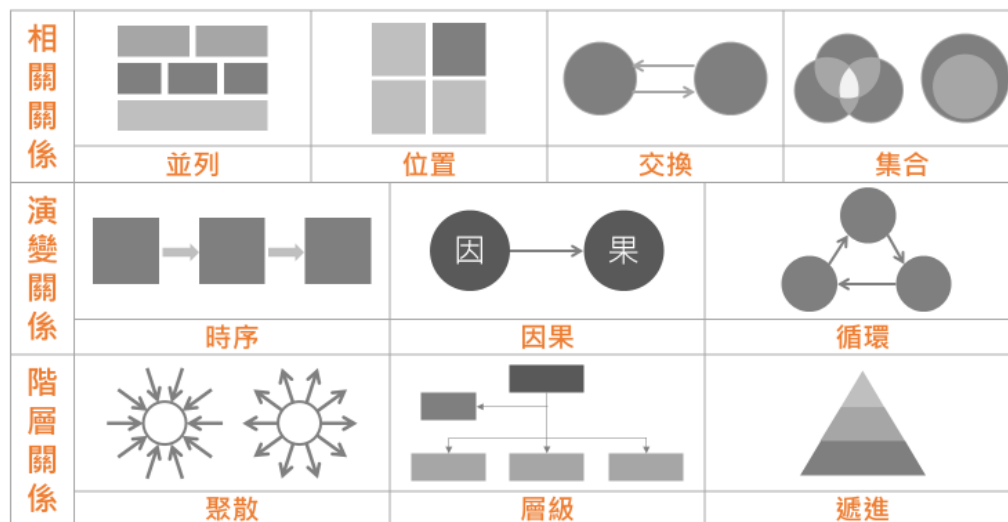 相關關係
並列
位置
交換
集合
演變關係
因
果
時序
因果
循環
階層關係
聚散
層級
遞進